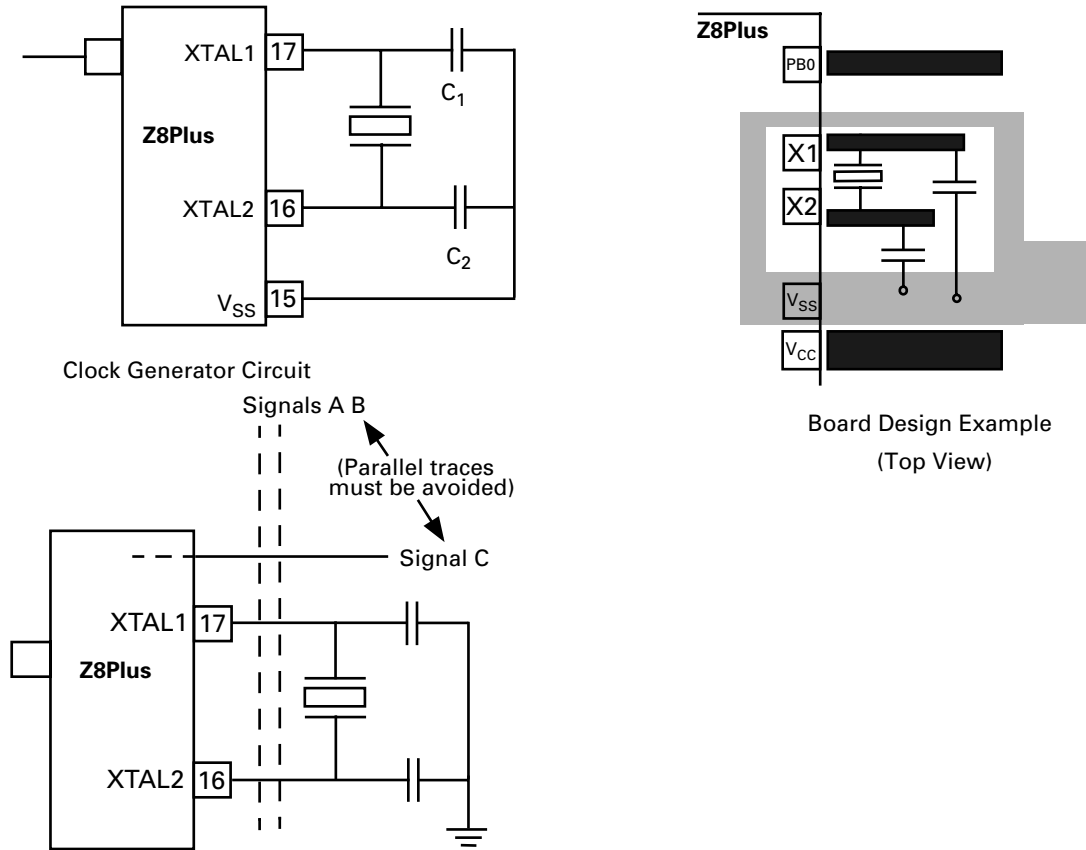 XTAL1 17
C1
Z8Plus
XTAL2 16
C2
VSS 15
Clock Generator Circuit
Z8Plus
PB0
X1
X2
VSS
VCC
Board Design Example
(Top View)
Signals A B
(Parallel traces
must be avoided)
Signal C
XTAL1 17
Z8Plus
XTAL2 16